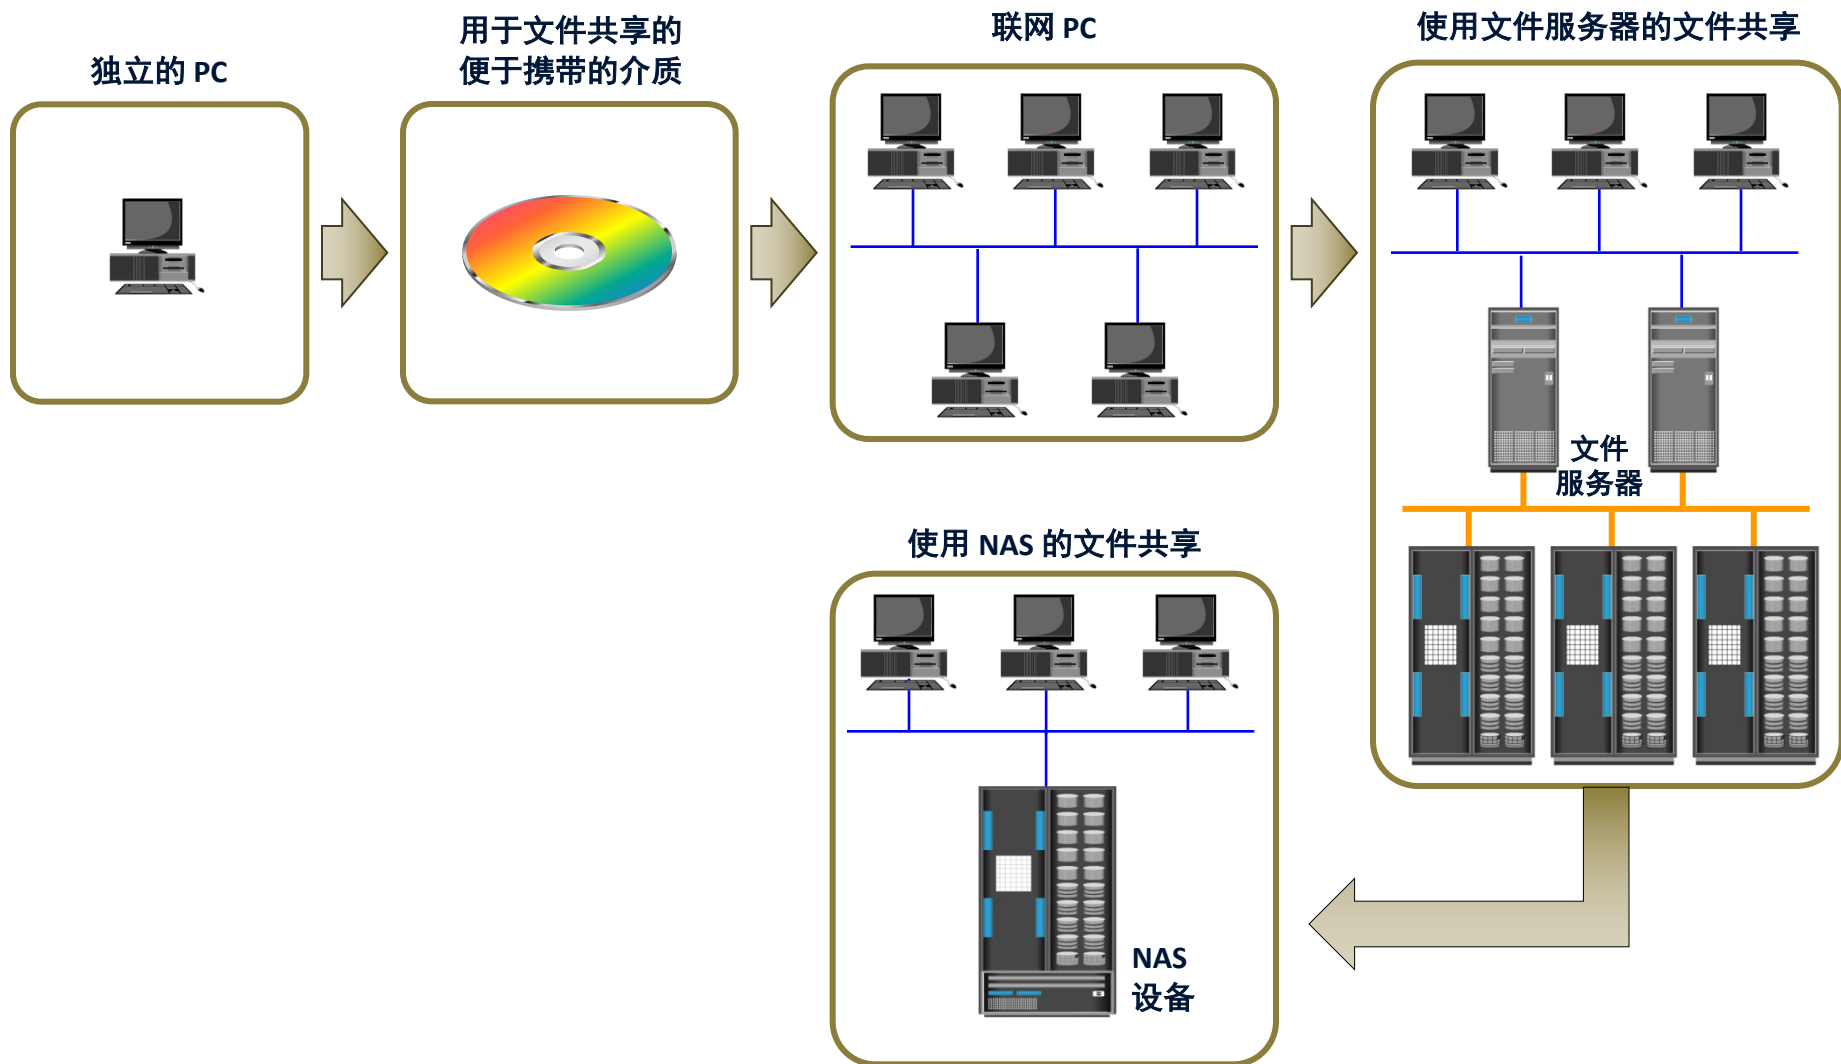 独立的 PC
用于文件共享的
便于携带的介质
联网 PC
使用文件服务器的文件共享
文件
服务器
使用 NAS 的文件共享
NAS
设备